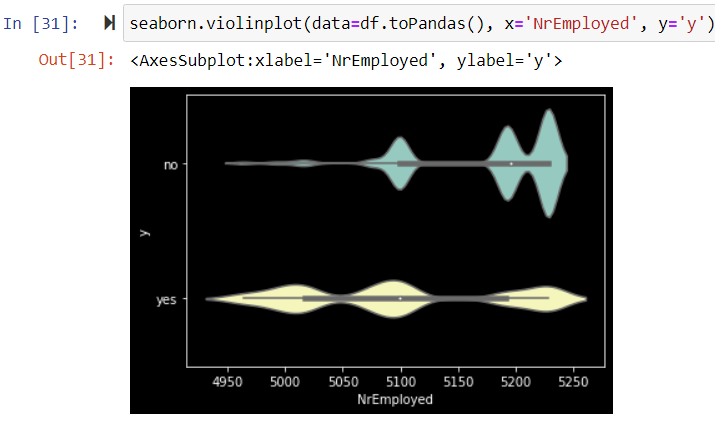 In [31]: seaborn.violinplot(data=df.toPandas(), x='NrEmployed', y='y')
Out[31]: <AxesSubplot:xlabel='NrEmployed', ylabel='y'>
no
y
yes
4950 5000 5050 5100 5150 5200 5250
NrEmployed